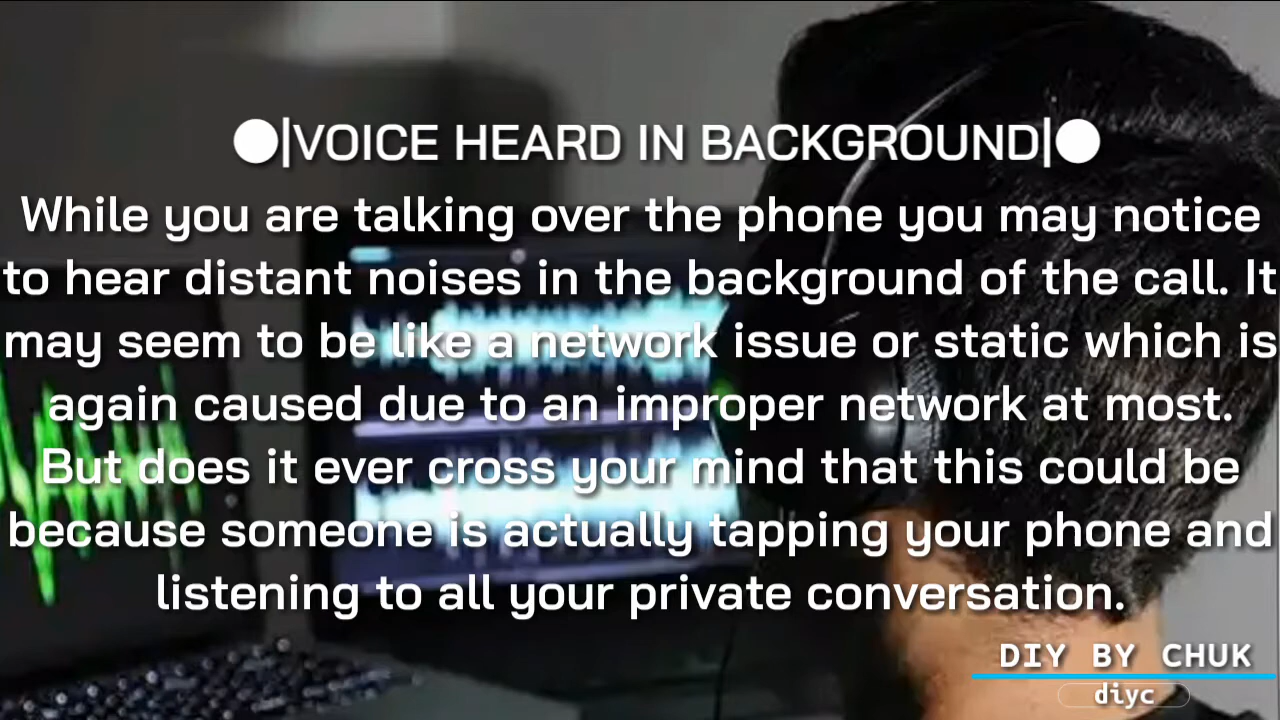 ●|VOICE HEARD IN BACKGROUND|●
While you are talking over the phone you may notice
to hear distant noises in the background of the call. It
may seem to be like a network issue or static which is
again caused due to an improper network at most.
But does it ever cross your mind that this could be
because someone is actually tapping your phone and
listening to all your private conversation.
DIY BY CHUK
diyc